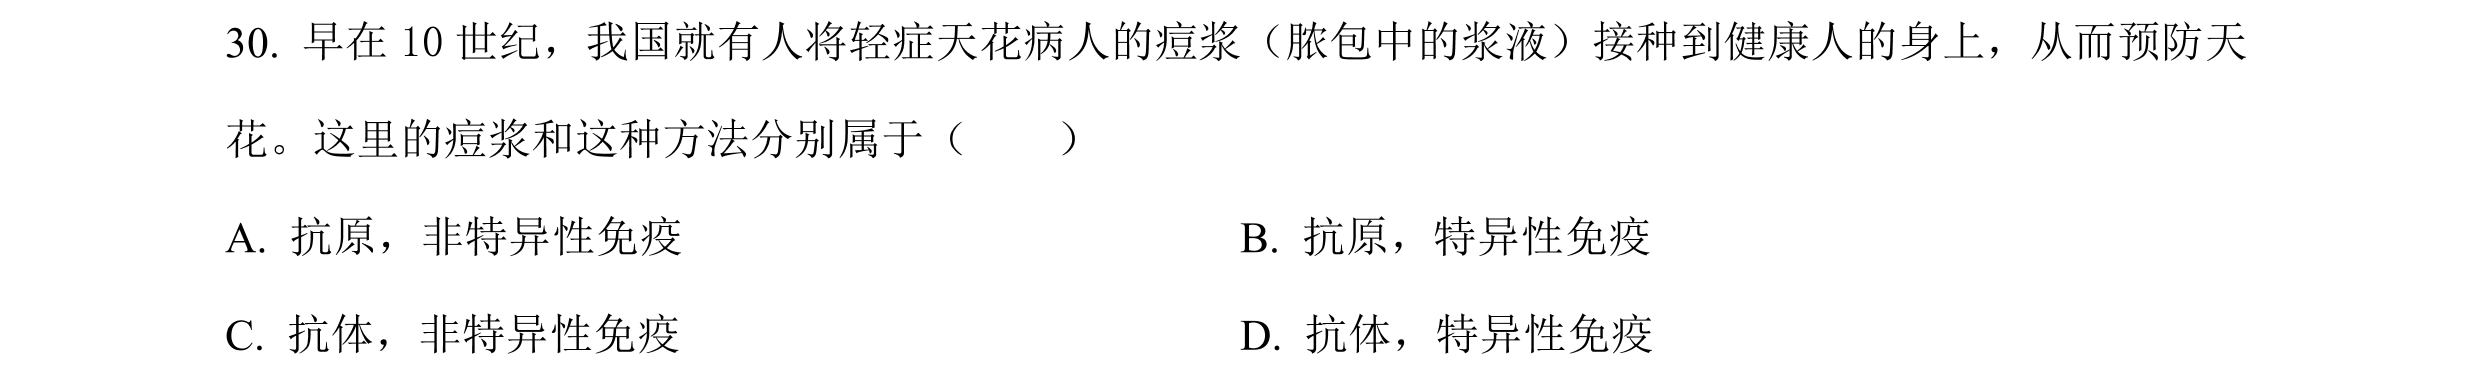 30. 早在 10 世纪，我国就有人将轻症天花病人的痘浆（脓包中的浆液）接种到健康人的身上，从而预防天
花。这里的痘浆和这种方法分别属于（　　）
A. 抗原，非特异性免疫 B. 抗原，特异性免疫
C. 抗体，非特异性免疫 D. 抗体，特异性免疫